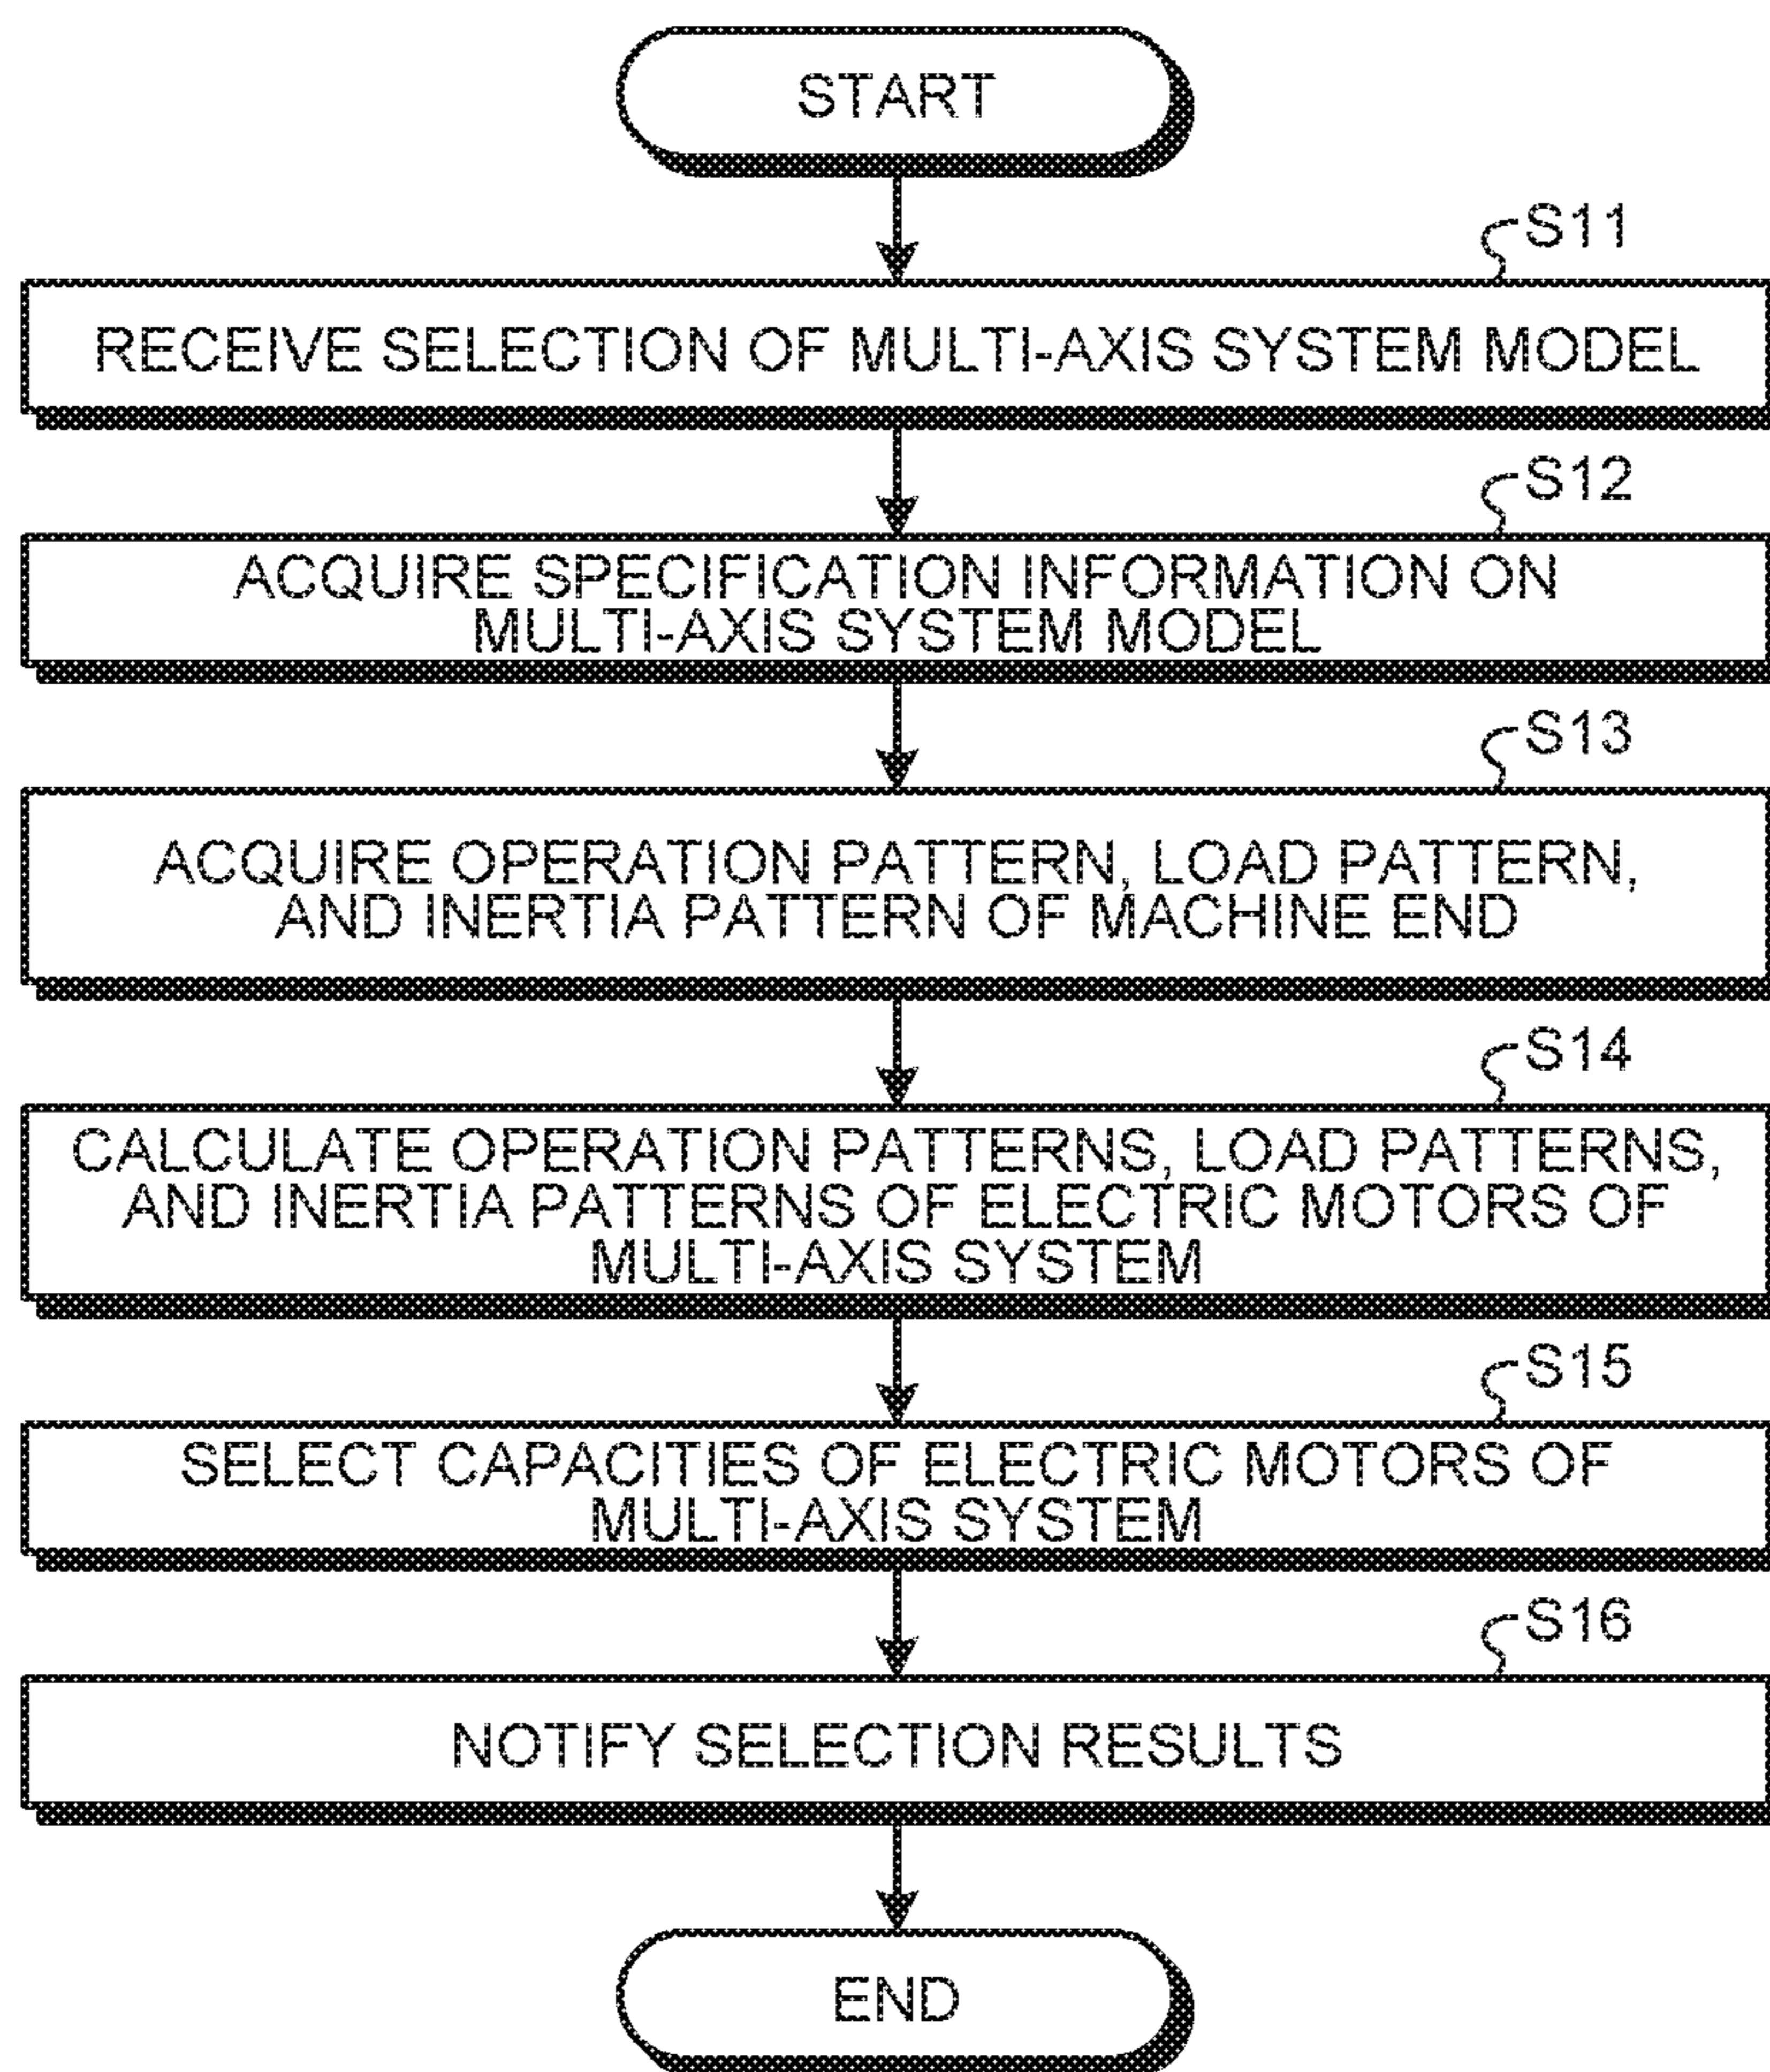 START
S11
RECEIVE SELECTION OF MULTI-AXIS SYSTEM MODEL
S12
ACQUIRE SPECIFICATION INFORMATION ON
MULTI-AXIS SYSTEM MODEL
S13
ACQUIRE OPERATION PATTERN, LOAD PATTERN,
AND INERTIA PATTERN OF MACHINE END
S14
CALCULATE OPERATION PATTERNS, LOAD PATTERNS,
AND INERTIA PATTERNS OF ELECTRIC MOTORS OF
MULTI-AXIS SYSTEM
S15
SELECT CAPACITIES OF ELECTRIC MOTORS OF
MULTI-AXIS SYSTEM
S16
NOTIFY SELECTION RESULTS
END